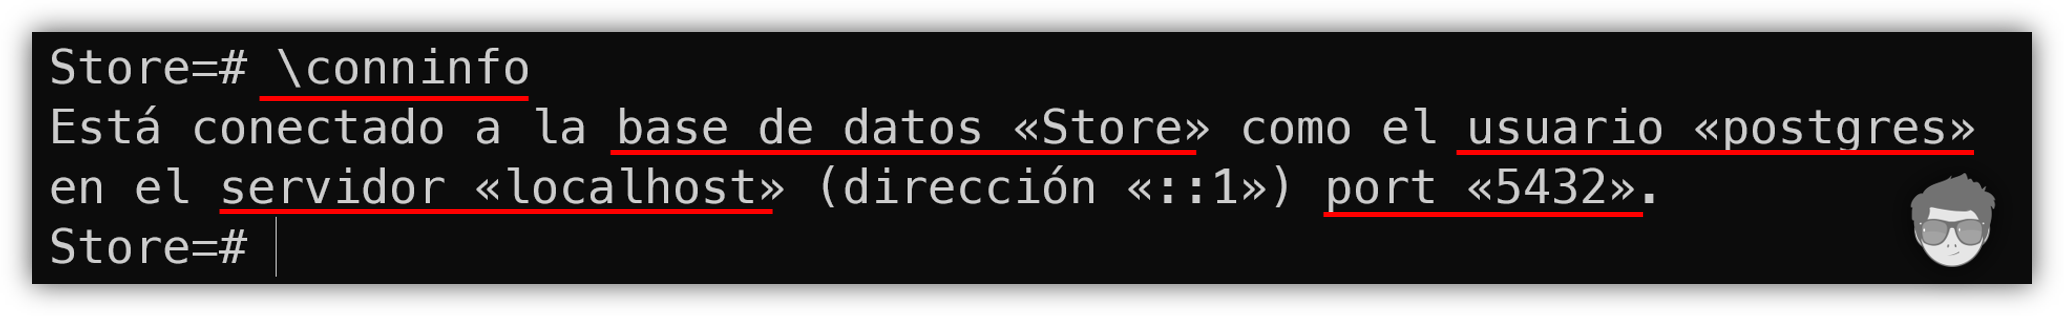 Store=# \conninfo
Está conectado a la base de datos «Store» como el usuario «postgres»
en el servidor «localhost» (dirección «::1») port «5432».
Store=#